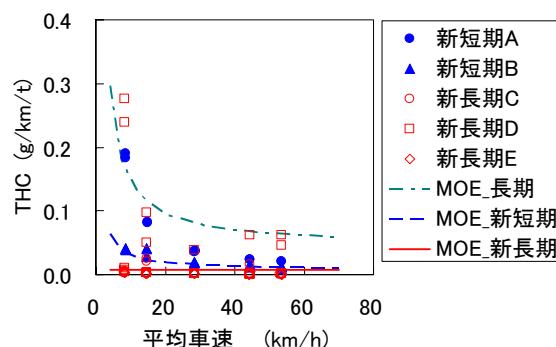 THC (g/km/t)
0.4
0.3
0.2
0.1
0.0
0 20 40 60 80
平均車速 (km/h)
新短期A
新短期B
新長期C
新長期D
新長期E
MOE_長期
MOE_新短期
MOE_新長期